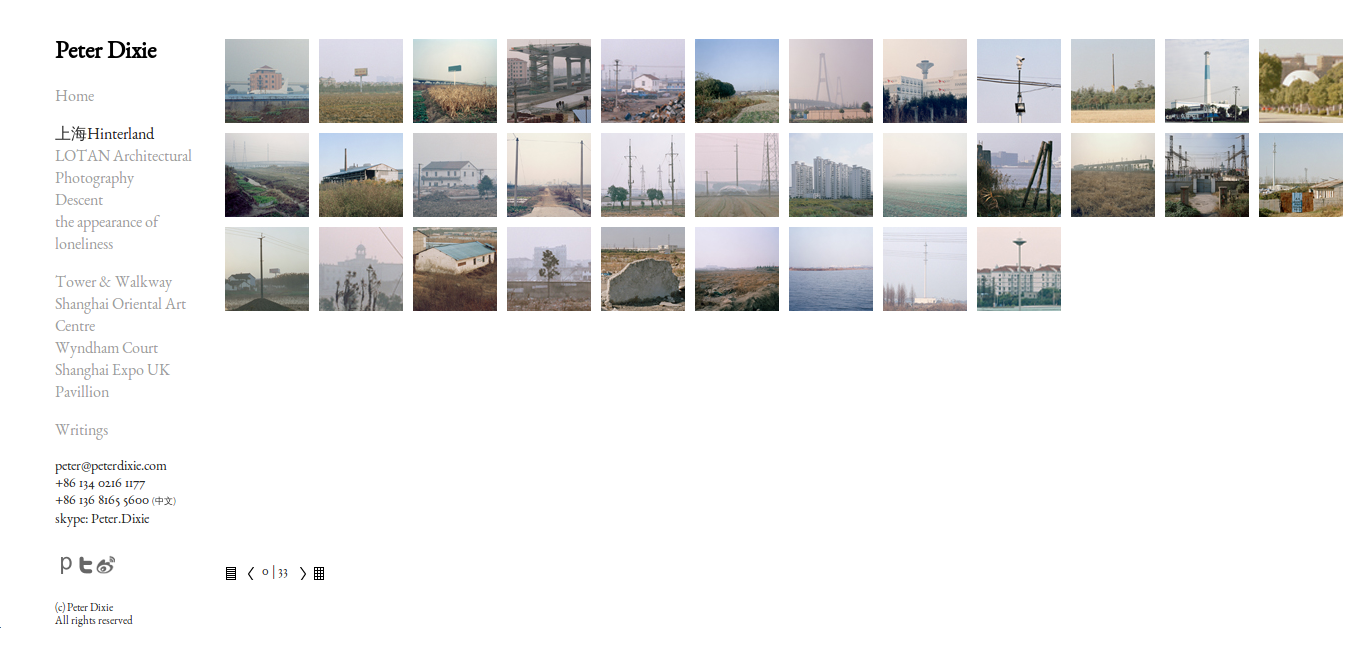 Peter Dixie
Home
上海Hinterland
LOTAN Architectural
Photography
Descent
the appearance of
loneliness
Tower & Walkway
Shanghai Oriental Art
Centre
Wyndham Court
Shanghai Expo UK
Pavillion
Writings
peter@peterdixie.com
+86 134 0216 1177
+86 136 8165 5600 (中文)
skype: Peter.Dixie
0 | 33
(c) Peter Dixie
All rights reserved